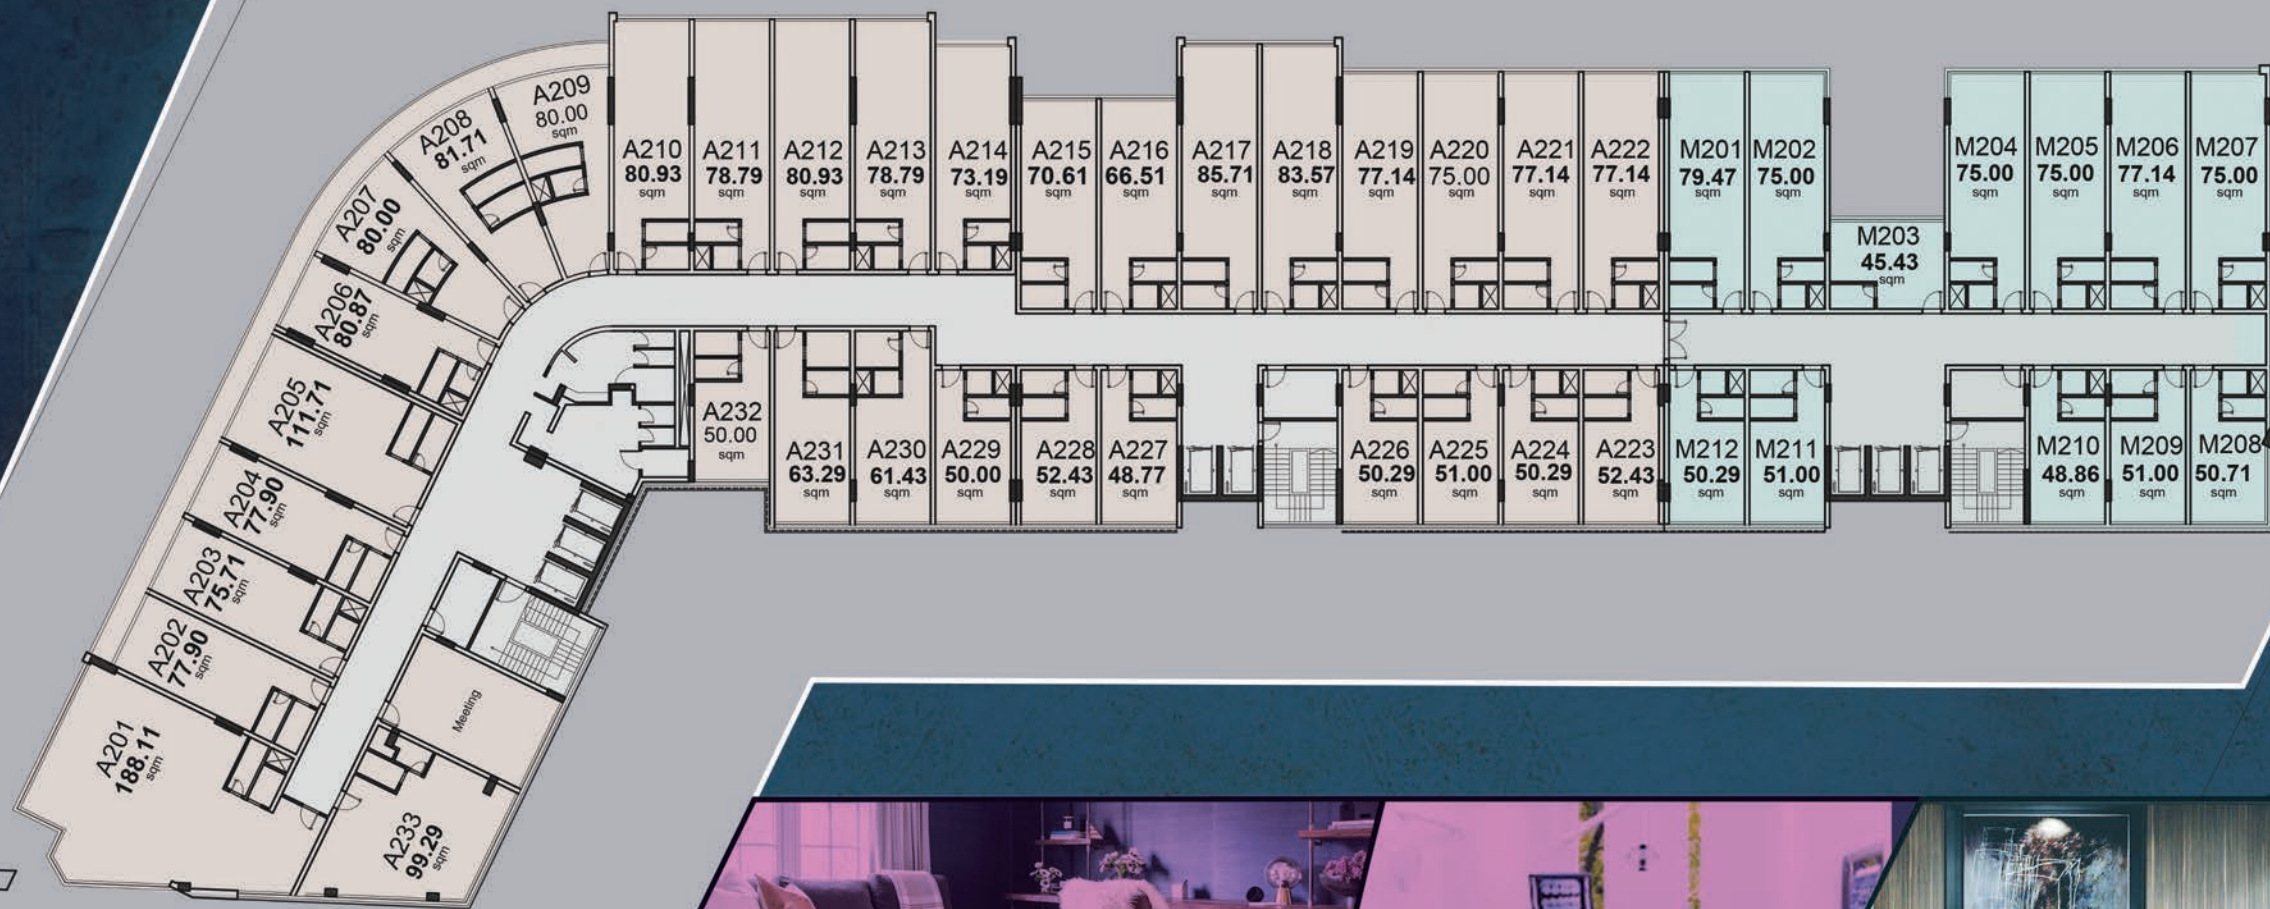 A209
80.00
sqm
A208
81.71
sqm
A207
80.00
sqm
A206
80.87
sqm
A205
111.71
sqm
A204
77.90
sqm
A203
75.71
sqm
A202
77.90
sqm
A201
188.11
sqm
A233
99.29
sqm
Meeting
A210
80.93
sqm
A211
78.79
sqm
A212
80.93
sqm
A213
78.79
sqm
A214
73.19
sqm
A215
70.61
sqm
A216
66.51
sqm
A217
85.71
sqm
A218
83.57
sqm
A219
77.14
sqm
A220
75.00
sqm
A221
77.14
sqm
A222
77.14
sqm
M201
79.47
sqm
M202
75.00
sqm
M203
45.43
sqm
M204
75.00
sqm
M205
75.00
sqm
M206
77.14
sqm
M207
75.00
sqm
A232
50.00
sqm
A231
63.29
sqm
A230
61.43
sqm
A229
50.00
sqm
A228
52.43
sqm
A227
48.77
sqm
A226
50.29
sqm
A225
51.00
sqm
A224
50.29
sqm
A223
52.43
sqm
M212
50.29
sqm
M211
51.00
sqm
M210
48.86
sqm
M209
51.00
sqm
M208
50.71
sqm